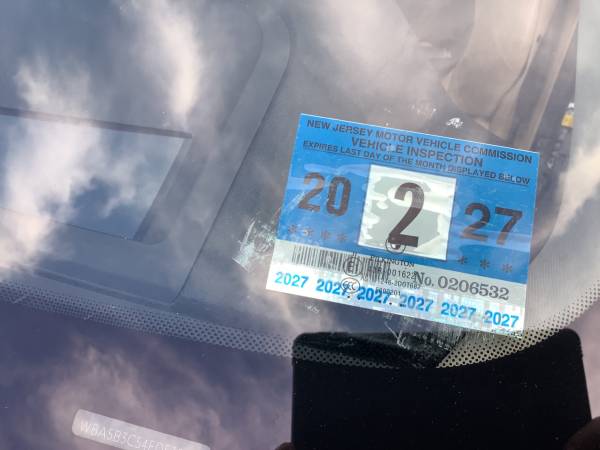 NEW JERSEY MOTOR VEHICLE COMMISSION
VEHICLE INSPECTION
EXPIRES LAST DAY OF THE MONTH DISPLAYED BELOW
20 2 27
No. 0206532
2027 2027 2027 2027 2027 2027